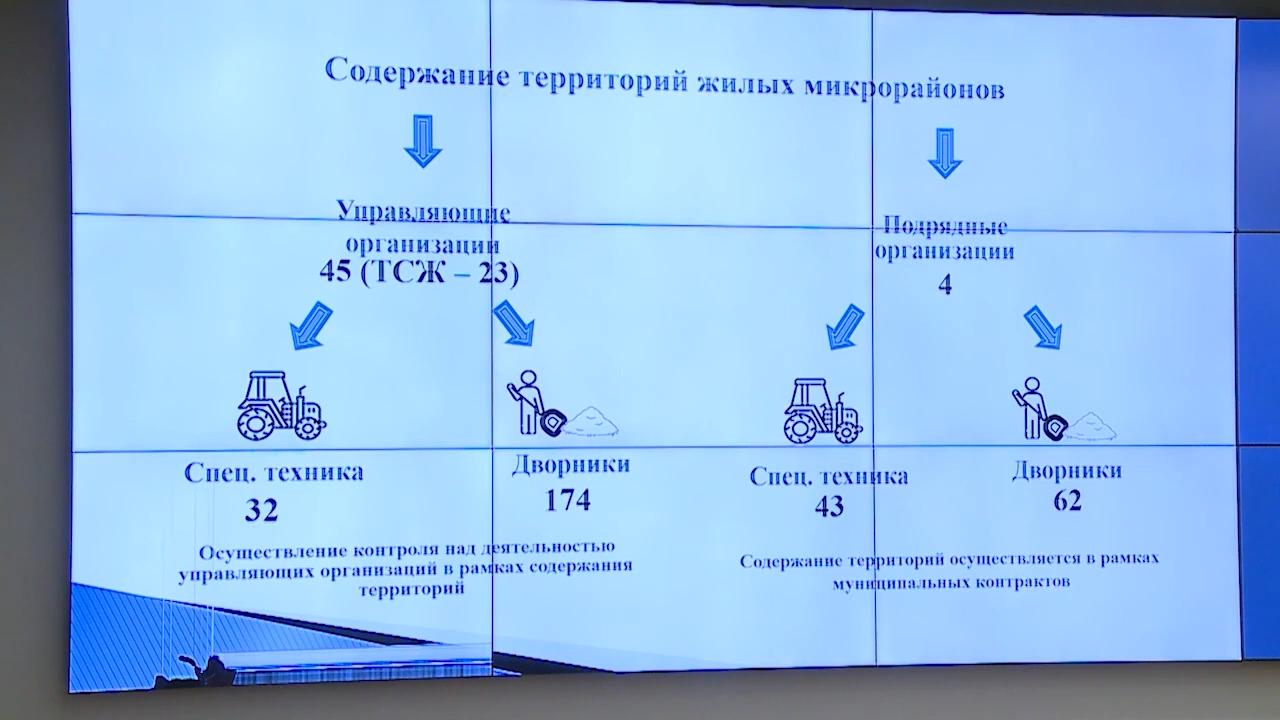 Содержание территорий жилых микрорайонов
Управляющие
организации
45 (ТСЖ – 23)
Подрядные
организации
4
Спец. техника
32
Дворники
174
Спец. техника
43
Дворники
62
Осуществление контроля над деятельностью
управляющих организаций в рамках содержания
территорий
Содержание территорий осуществляется в рамках
муниципальных контрактов